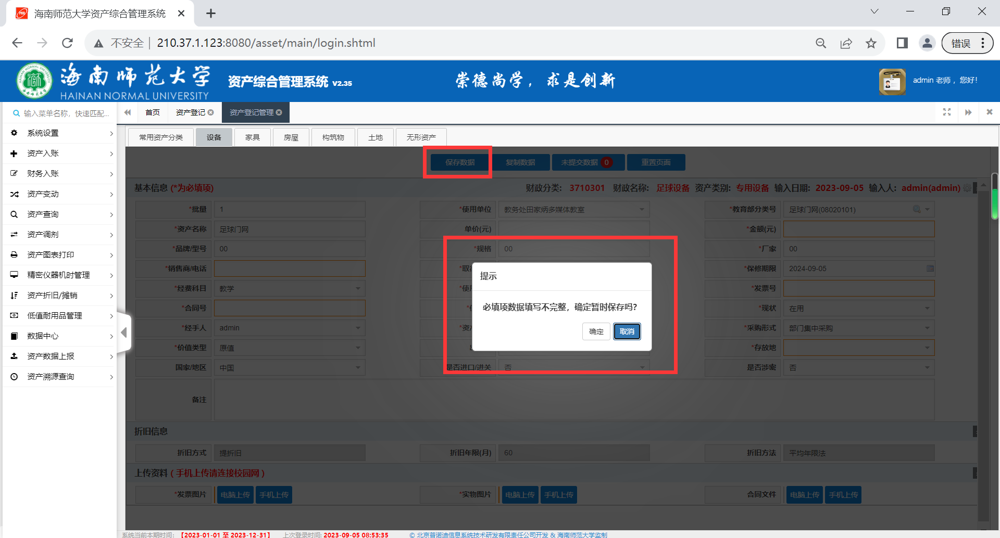 海南师范大学资产综合管理系统
不安全 210.37.1.123:8080/asset/main/login.shtml
错误
海南师范大学
HAINAN NORMAL UNIVERSITY
资产综合管理系统 V2.35
崇德尚学，求是创新
admin 老师， 您好!
输入菜单名称，快速匹配...
首页 资产登记 资产登记管理
系统设置
资产入账
财务入账
资产变动
资产查询
资产调剂
资产图表打印
精密仪器机时管理
资产折旧/摊销
低值耐用品管理
数据中心
资产数据上报
资产溯源查询
常用资产分类 设备 家具 房屋 构筑物 土地 无形资产
保存数据 复制数据 未提交数据 0 重置页面
基本信息 (*为必填项) 财政分类: 3710301 财政名称: 足球设备 资产类别: 专用设备 输入日期: 2023-09-05 输入人: admin(admin)
*批量 1 *使用单位 教务处田家炳多媒体教室 *教育部分类号 足球门网(08020101)
*资产名称 足球门网 单价(元) *金额(元)
*品牌/型号 00 *规格 00 *厂家 00
*销售商/电话 *取 *保修期限 2024-09-05
*经费科目 教学 *使 *发票号
*合同号 *现状 在用
*经手人 admin *资 *采购形式 部门集中采购
*价值类型 原值 *存放地
国家/地区 中国 是否进口/进关 否 是否涉密 否
备注
提示
必填项数据填写不完整，确定暂时保存吗？
确定 取消
折旧信息
折旧方式 提折旧 折旧年限(月) 60 折旧方法 平均年限法
上传资料 ( 手机上传请连接校园网 )
*发票图片 电脑上传 手机上传 *实物图片 电脑上传 手机上传 合同文件 电脑上传 手机上传
系统当前本期时间: 【2023-01-01 至 2023-12-31】 上次登录时间: 2023-09-05 08:53:35 © 北京普诺迪信息系统技术研发有限责任公司开发 & 海南师范大学监制